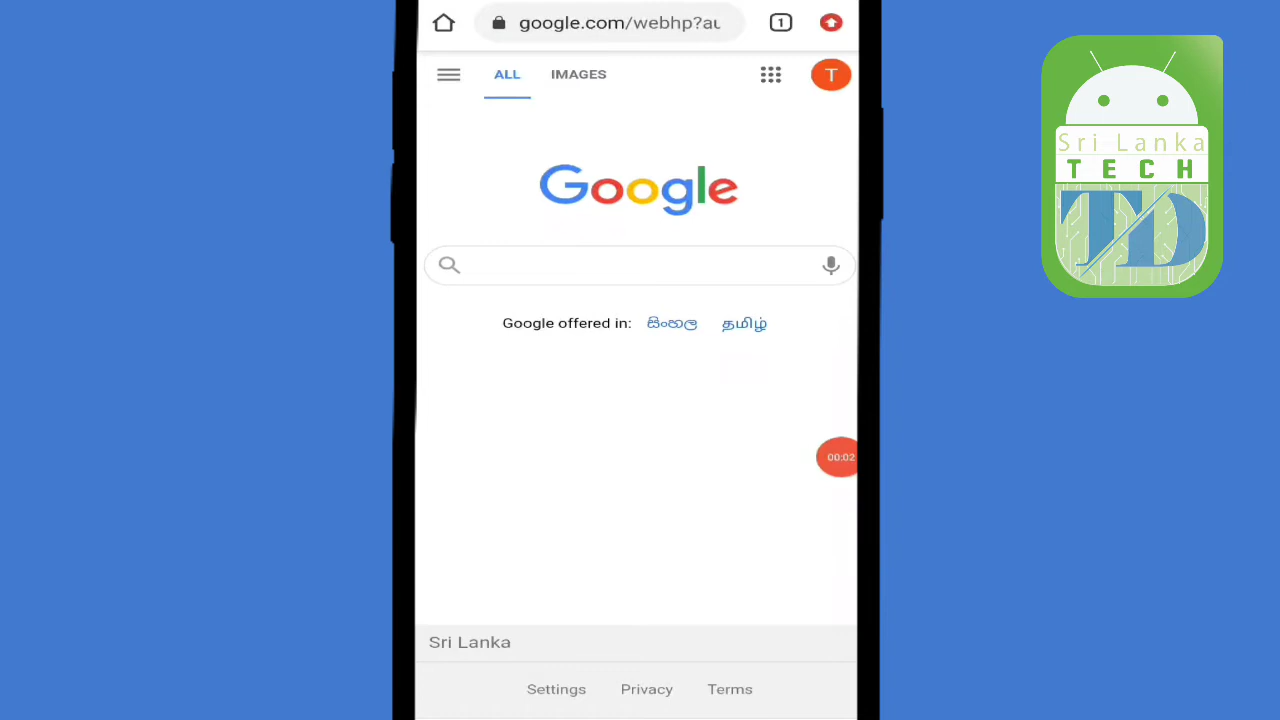 google.com/webhp?au
1
ALL IMAGES
T
Google
Google offered in: සිංහල தமிழ்
00:02
Sri Lanka
Settings Privacy Terms
Sri Lanka
TECH
TD